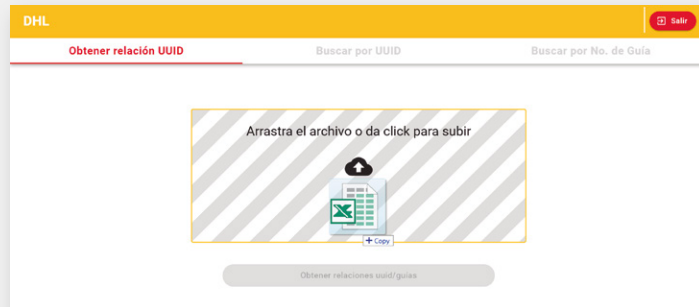 DHL
Salir
Obtener relación UUID
Buscar por UUID
Buscar por No. de Guía
Arrastra el archivo o da click para subir
X
+ Copy
Obtener relaciones uuid/guías